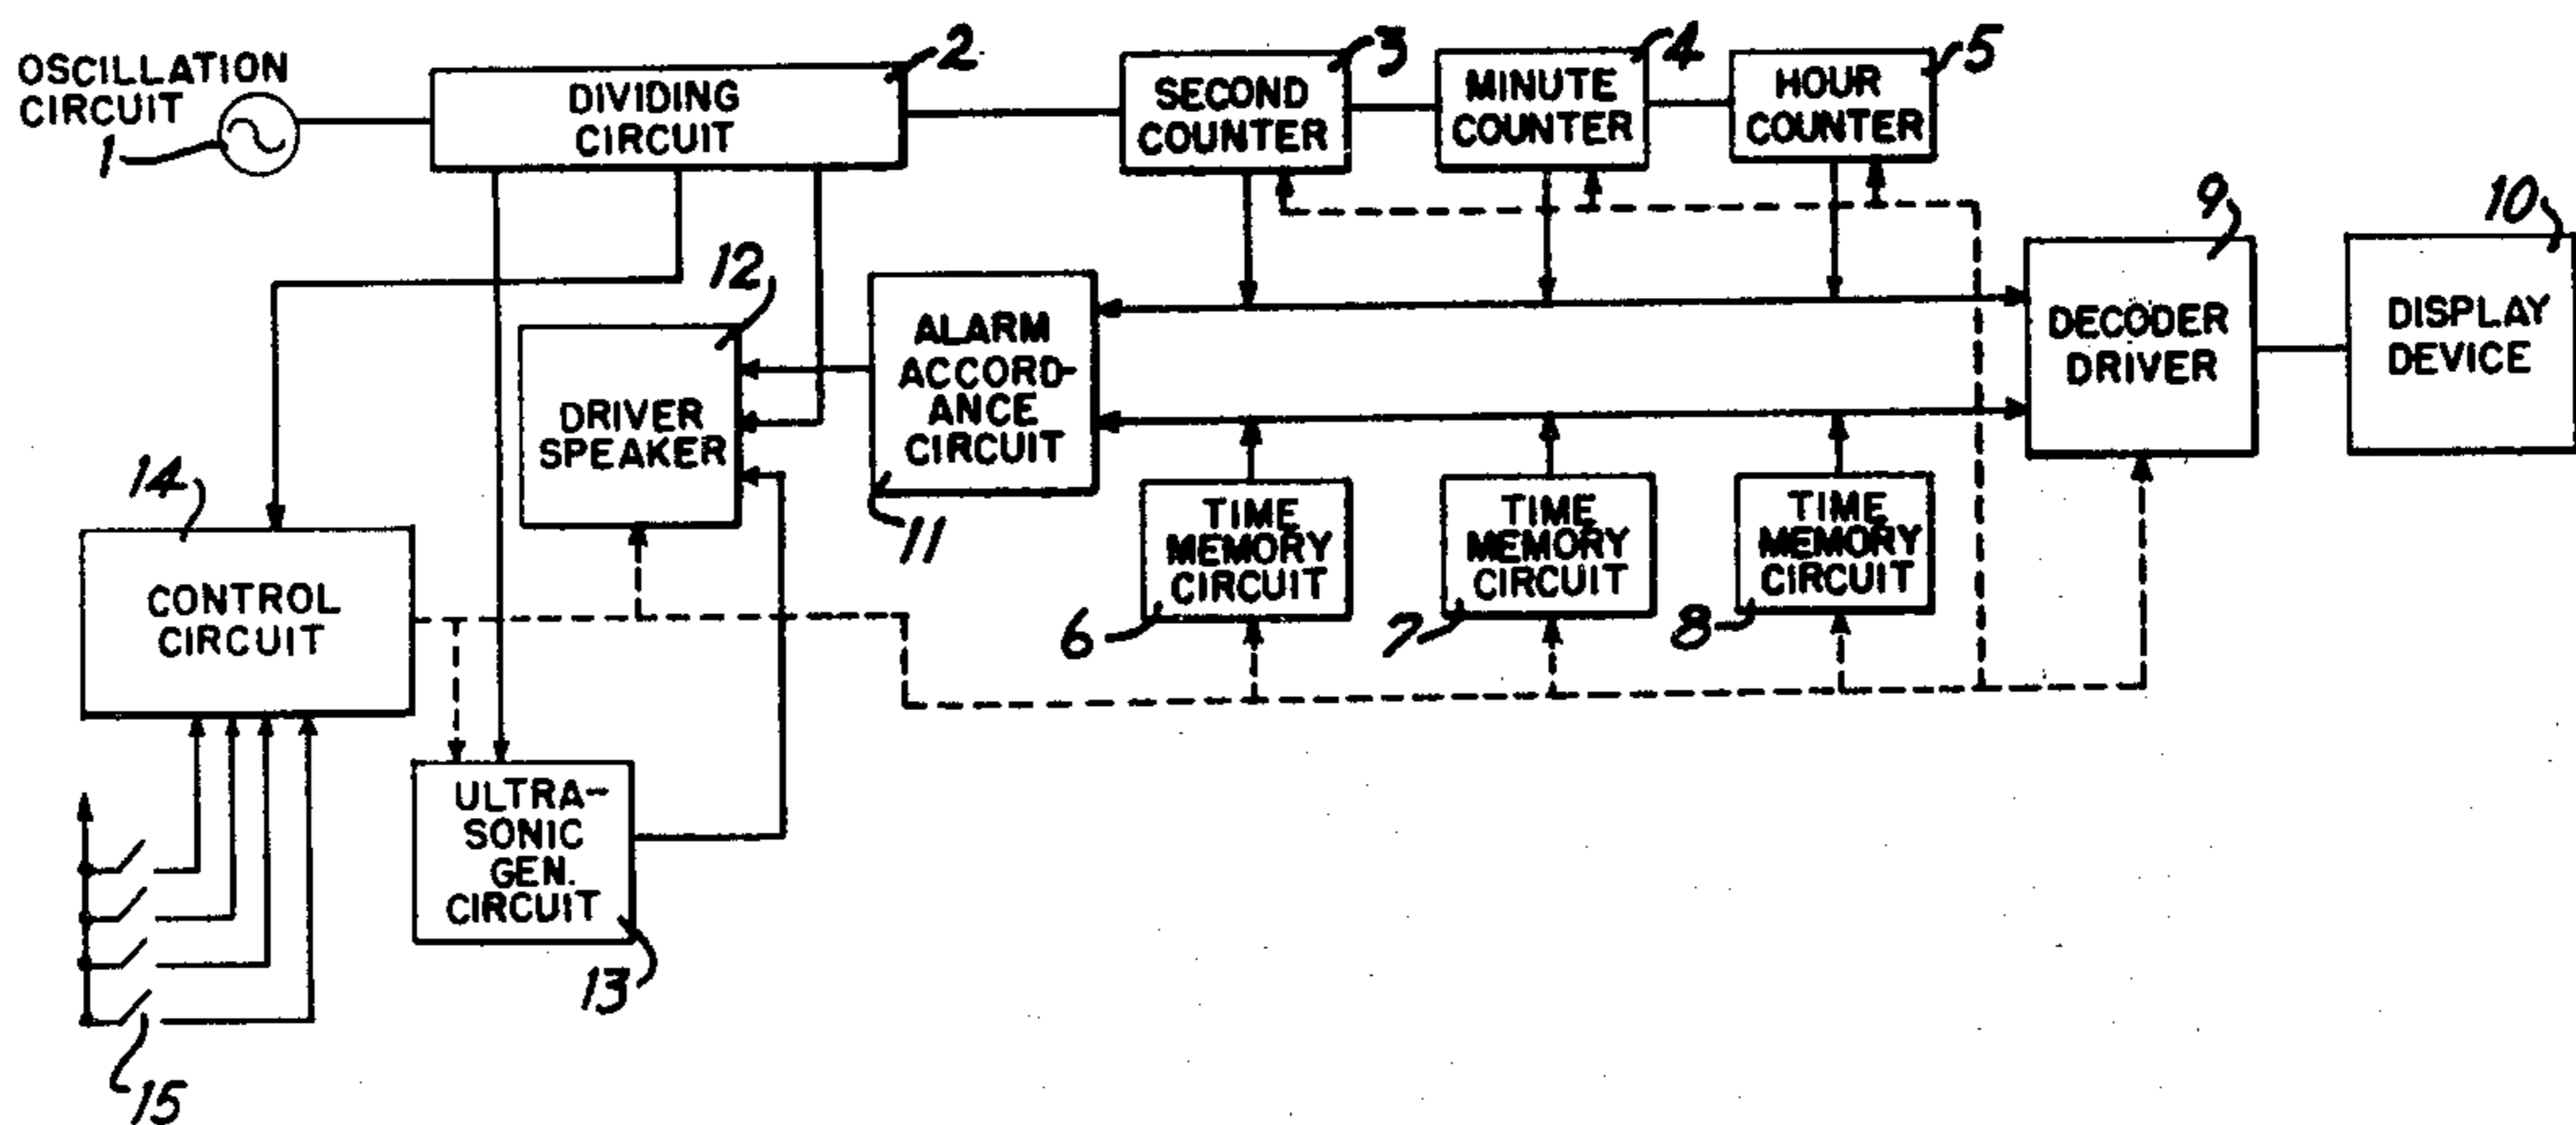 OSCILLATION
CIRCUIT
1
DIVIDING
CIRCUIT
2
SECOND
COUNTER
3
MINUTE
COUNTER
4
HOUR
COUNTER
5
DECODER
DRIVER
9
DISPLAY
DEVICE
10
ALARM
ACCORD-
ANCE
CIRCUIT
11
DRIVER
SPEAKER
12
TIME
MEMORY
CIRCUIT
6
TIME
MEMORY
CIRCUIT
7
TIME
MEMORY
CIRCUIT
8
CONTROL
CIRCUIT
14
ULTRA-
SONIC
GEN.
CIRCUIT
13
15